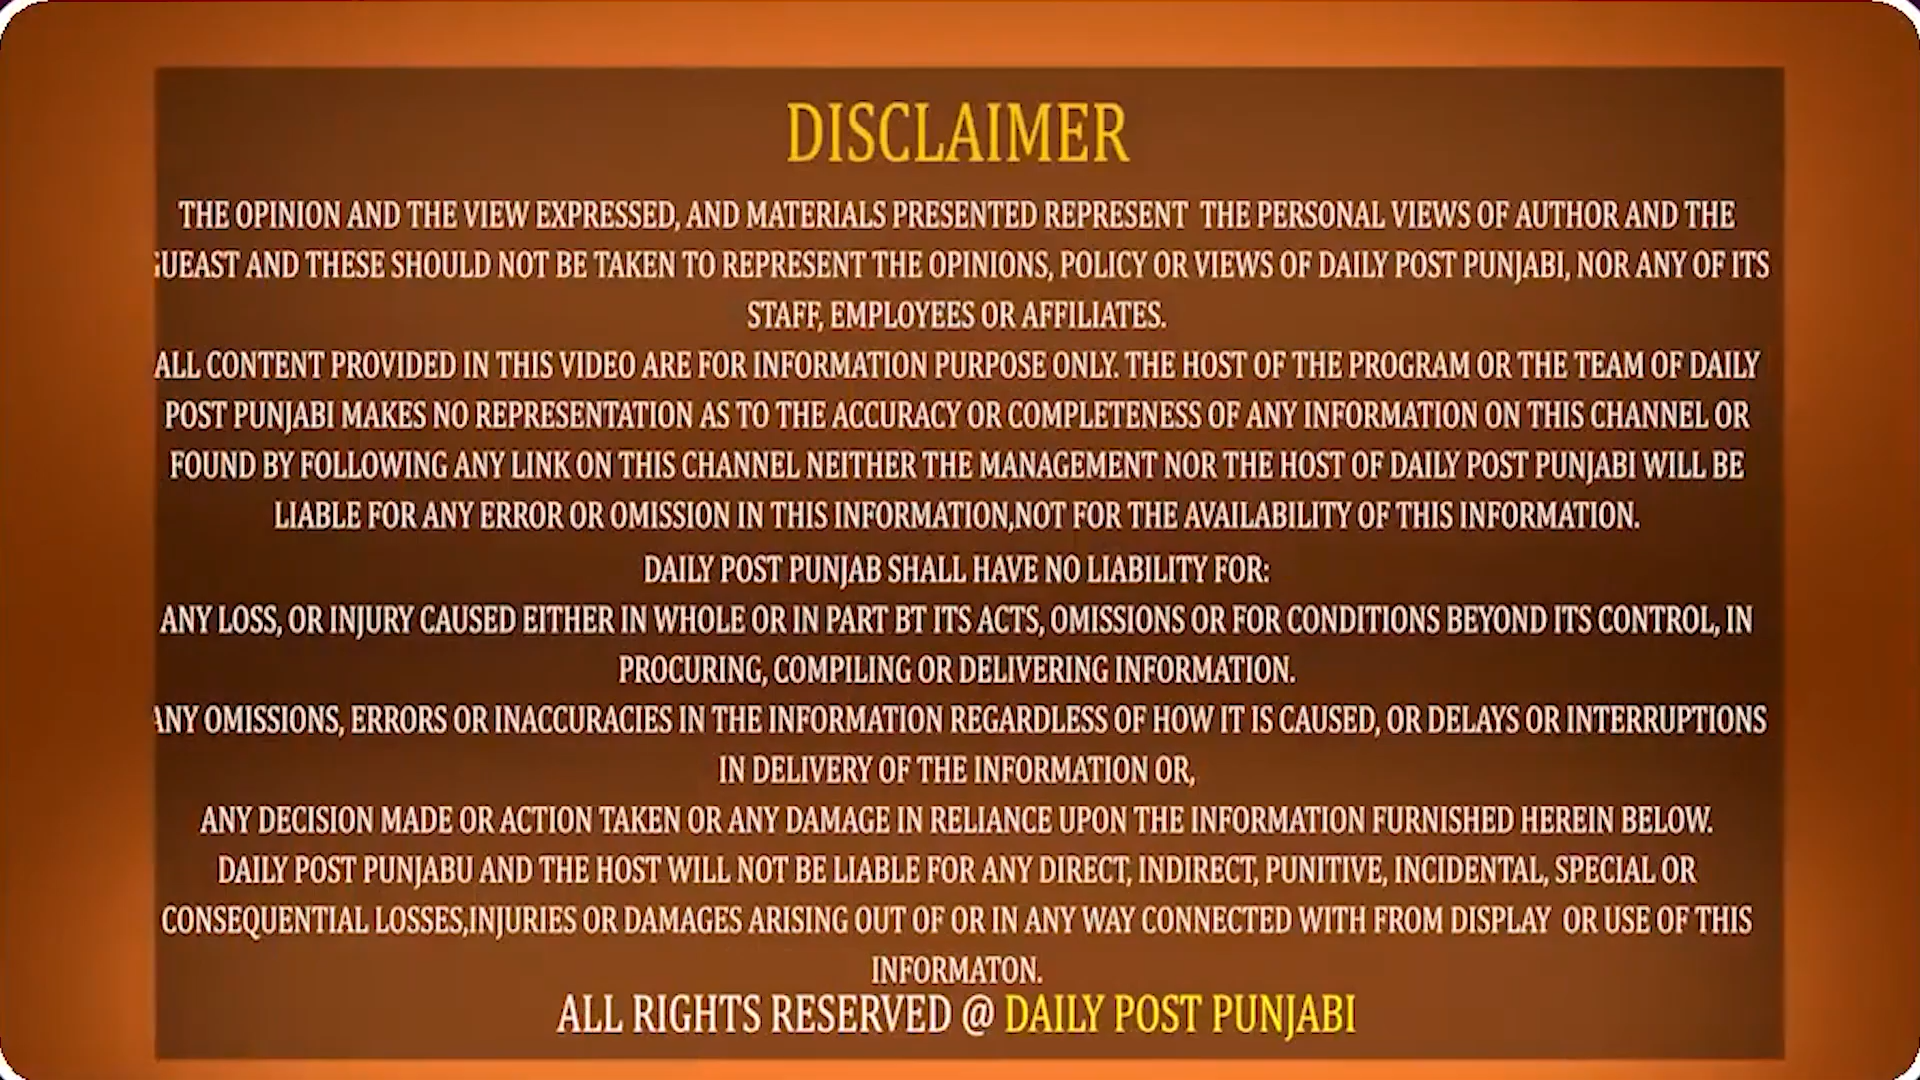 DISCLAIMER
THE OPINION AND THE VIEW EXPRESSED, AND MATERIALS PRESENTED REPRESENT THE PERSONAL VIEWS OF AUTHOR AND THE
GUEAST AND THESE SHOULD NOT BE TAKEN TO REPRESENT THE OPINIONS, POLICY OR VIEWS OF DAILY POST PUNJABI, NOR ANY OF ITS
STAFF, EMPLOYEES OR AFFILIATES.
ALL CONTENT PROVIDED IN THIS VIDEO ARE FOR INFORMATION PURPOSE ONLY. THE HOST OF THE PROGRAM OR THE TEAM OF DAILY
POST PUNJABI MAKES NO REPRESENTATION AS TO THE ACCURACY OR COMPLETENESS OF ANY INFORMATION ON THIS CHANNEL OR
FOUND BY FOLLOWING ANY LINK ON THIS CHANNEL NEITHER THE MANAGEMENT NOR THE HOST OF DAILY POST PUNJABI WILL BE
LIABLE FOR ANY ERROR OR OMISSION IN THIS INFORMATION,NOT FOR THE AVAILABILITY OF THIS INFORMATION.
DAILY POST PUNJAB SHALL HAVE NO LIABILITY FOR:
ANY LOSS, OR INJURY CAUSED EITHER IN WHOLE OR IN PART BT ITS ACTS, OMISSIONS OR FOR CONDITIONS BEYOND ITS CONTROL, IN
PROCURING, COMPILING OR DELIVERING INFORMATION.
ANY OMISSIONS, ERRORS OR INACCURACIES IN THE INFORMATION REGARDLESS OF HOW IT IS CAUSED, OR DELAYS OR INTERRUPTIONS
IN DELIVERY OF THE INFORMATION OR,
ANY DECISION MADE OR ACTION TAKEN OR ANY DAMAGE IN RELIANCE UPON THE INFORMATION FURNISHED HEREIN BELOW.
DAILY POST PUNJABU AND THE HOST WILL NOT BE LIABLE FOR ANY DIRECT, INDIRECT, PUNITIVE, INCIDENTAL, SPECIAL OR
CONSEQUENTIAL LOSSES,INJURIES OR DAMAGES ARISING OUT OF OR IN ANY WAY CONNECTED WITH FROM DISPLAY OR USE OF THIS
INFORMATON.
ALL RIGHTS RESERVED @ DAILY POST PUNJABI